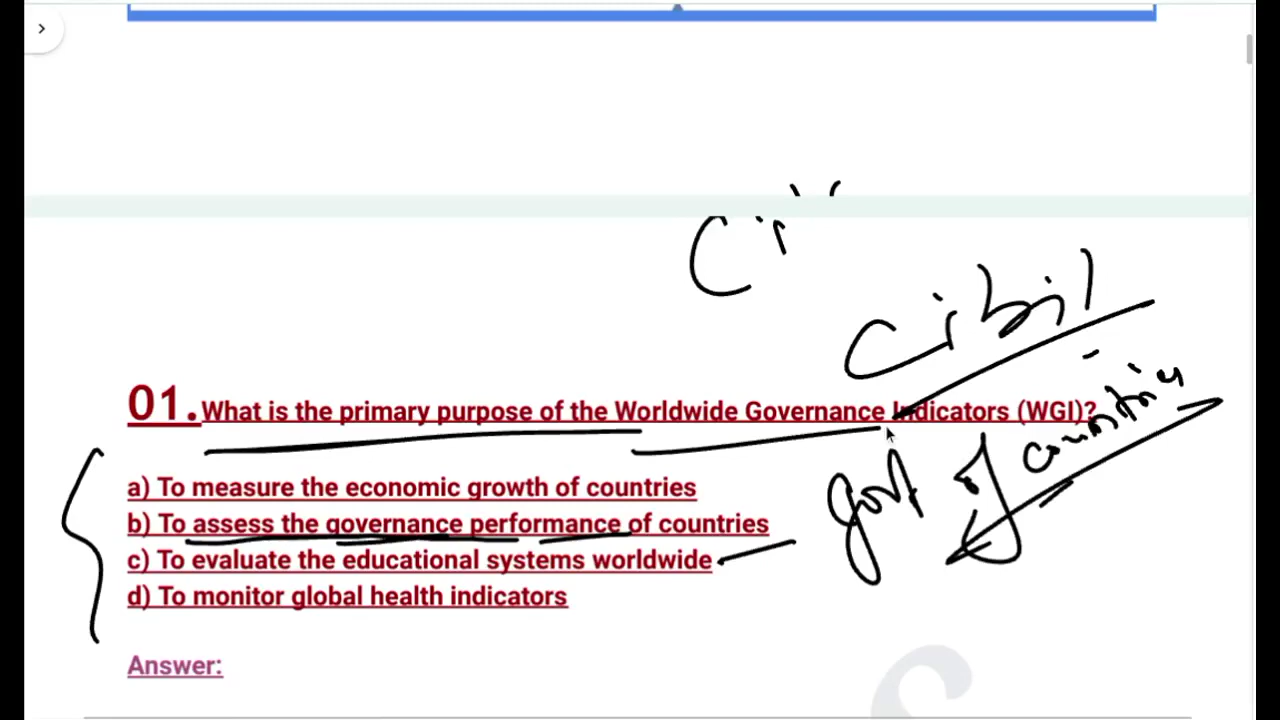 Ci
Cibil
01. What is the primary purpose of the Worldwide Governance Indicators (WGI)?
govt of countries
a) To measure the economic growth of countries
b) To assess the governance performance of countries
c) To evaluate the educational systems worldwide
d) To monitor global health indicators
Answer: